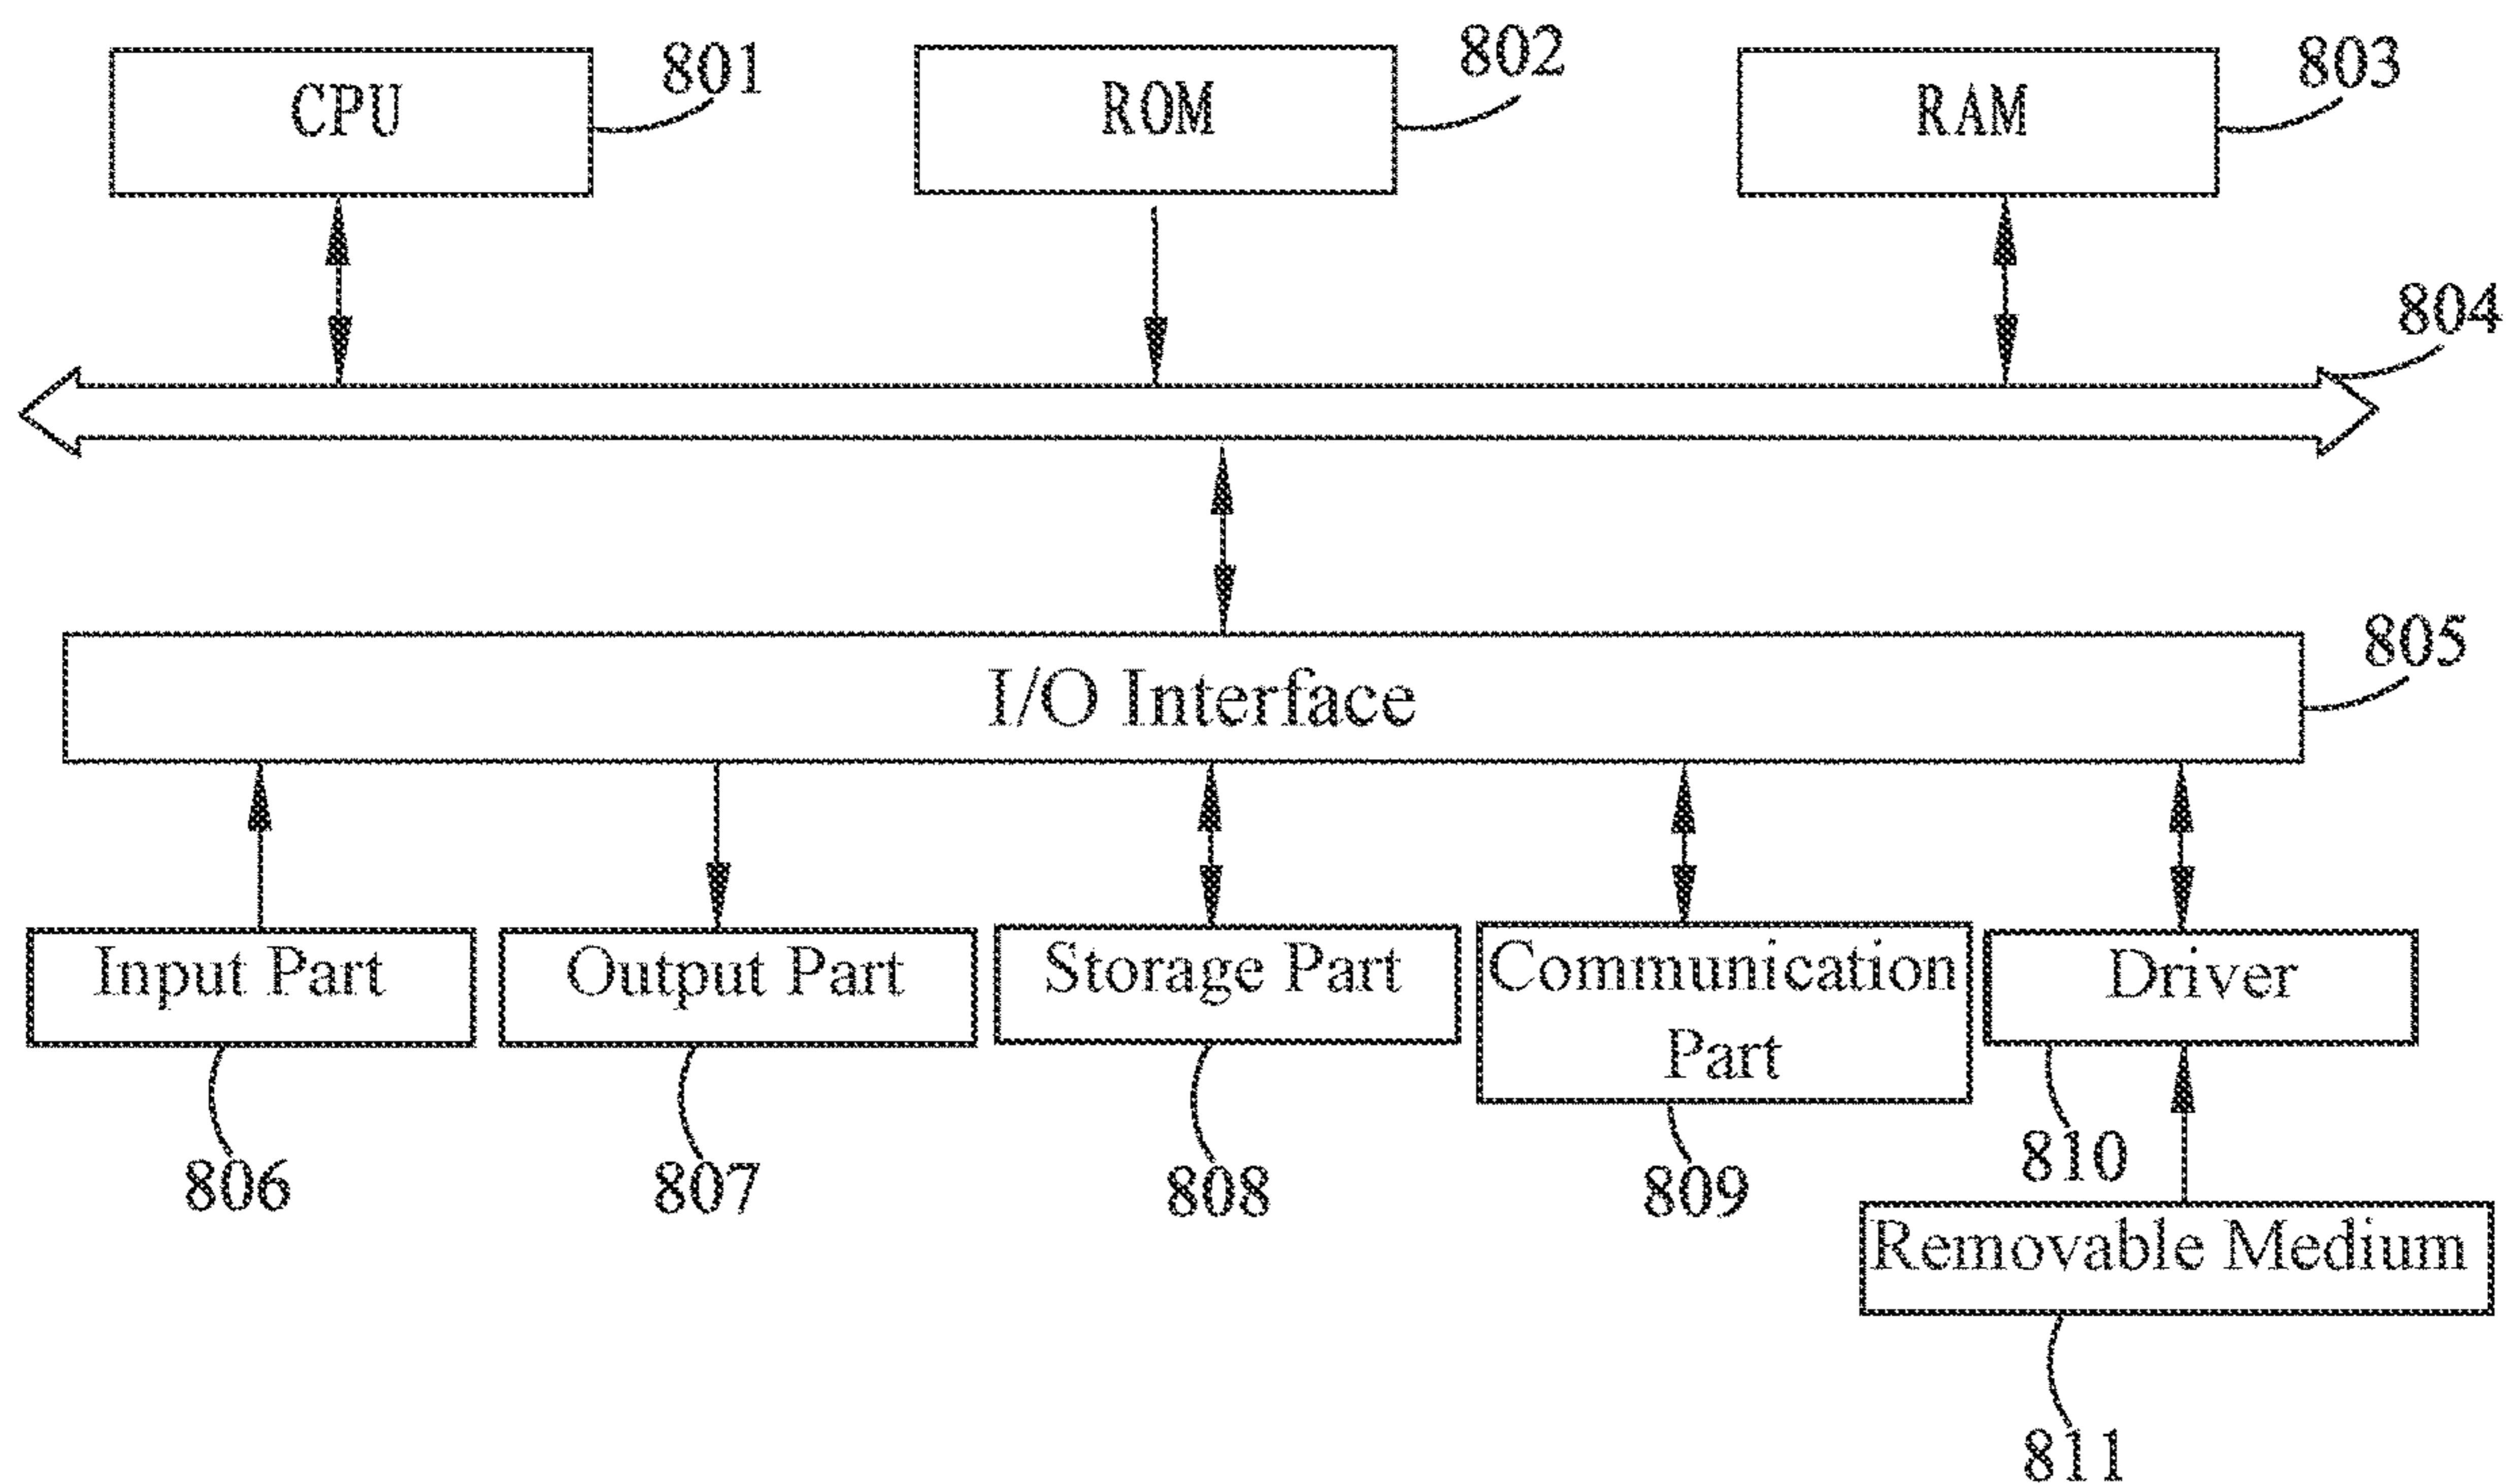 CPU
801
ROM
802
RAM
803
804
I/O Interface
805
Input Part
806
Output Part
807
Storage Part
808
Communication
Part
809
Driver
810
Removable Medium
811